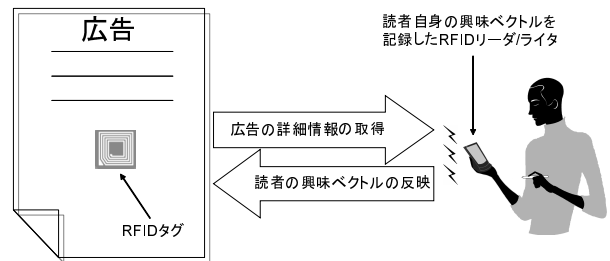 広告
読者自身の興味ベクトルを
記録したRFIDリーダ/ライタ
広告の詳細情報の取得
読者の興味ベクトルの反映
RFIDタグ